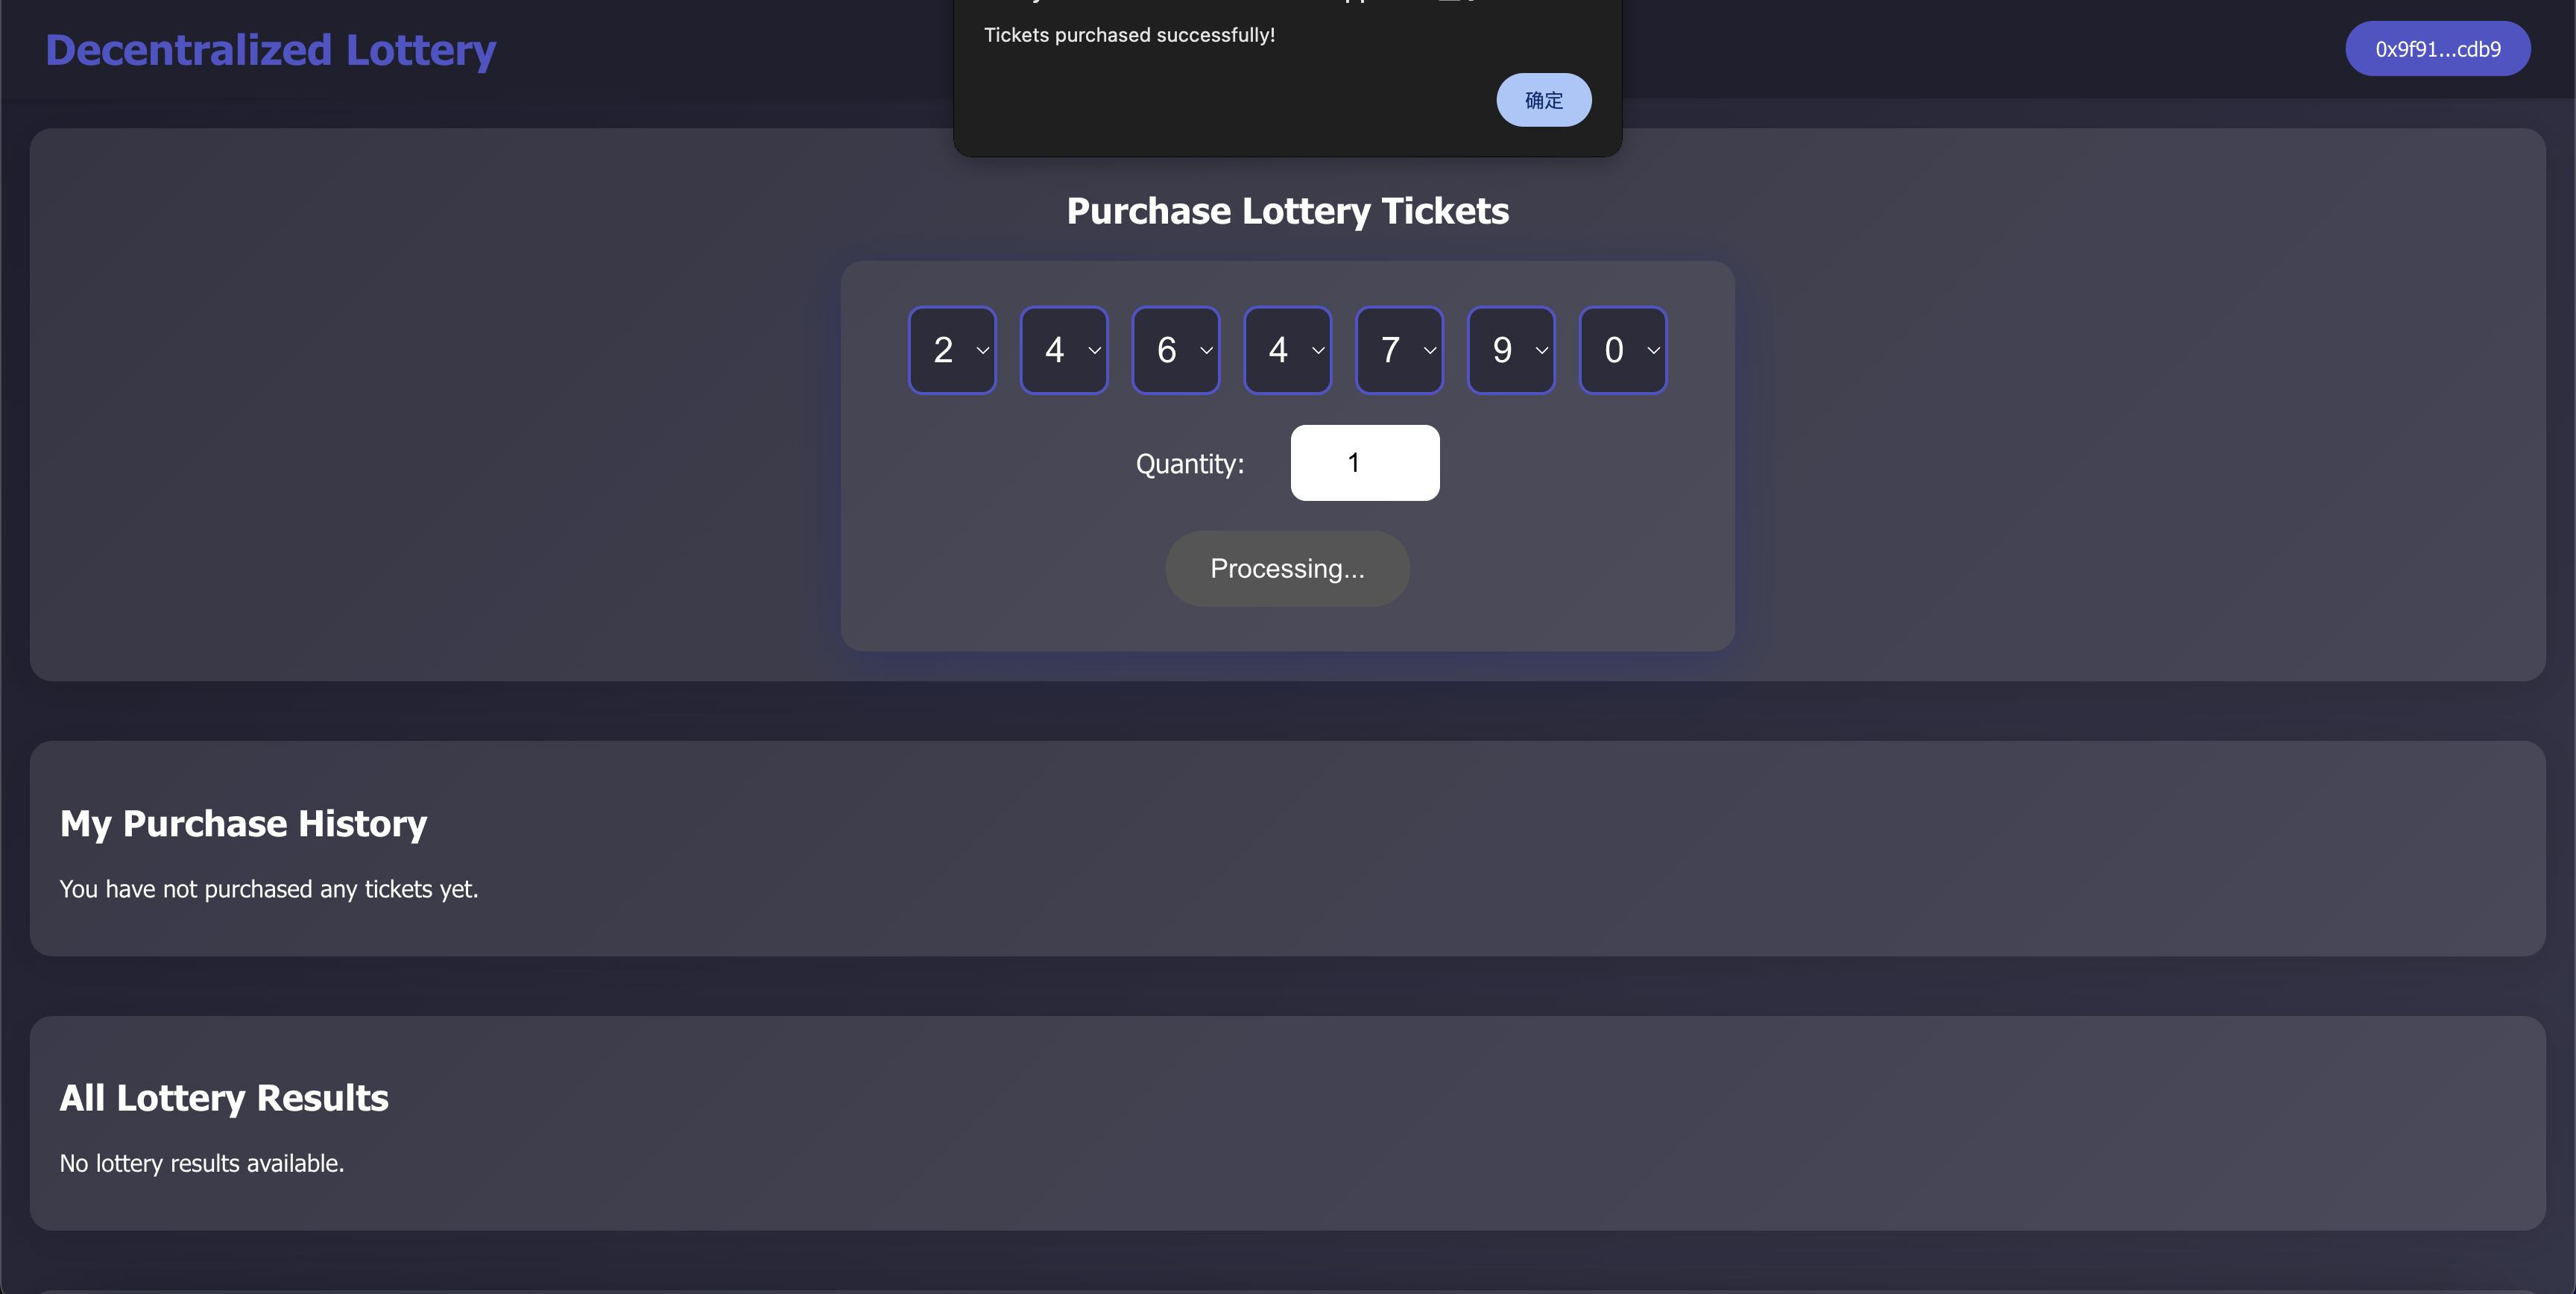 Decentralized Lottery
Tickets purchased successfully!
0x9f91...cdb9
确定
Purchase Lottery Tickets
2 4 6 4 7 9 0
Quantity: 1
Processing...
My Purchase History
You have not purchased any tickets yet.
All Lottery Results
No lottery results available.